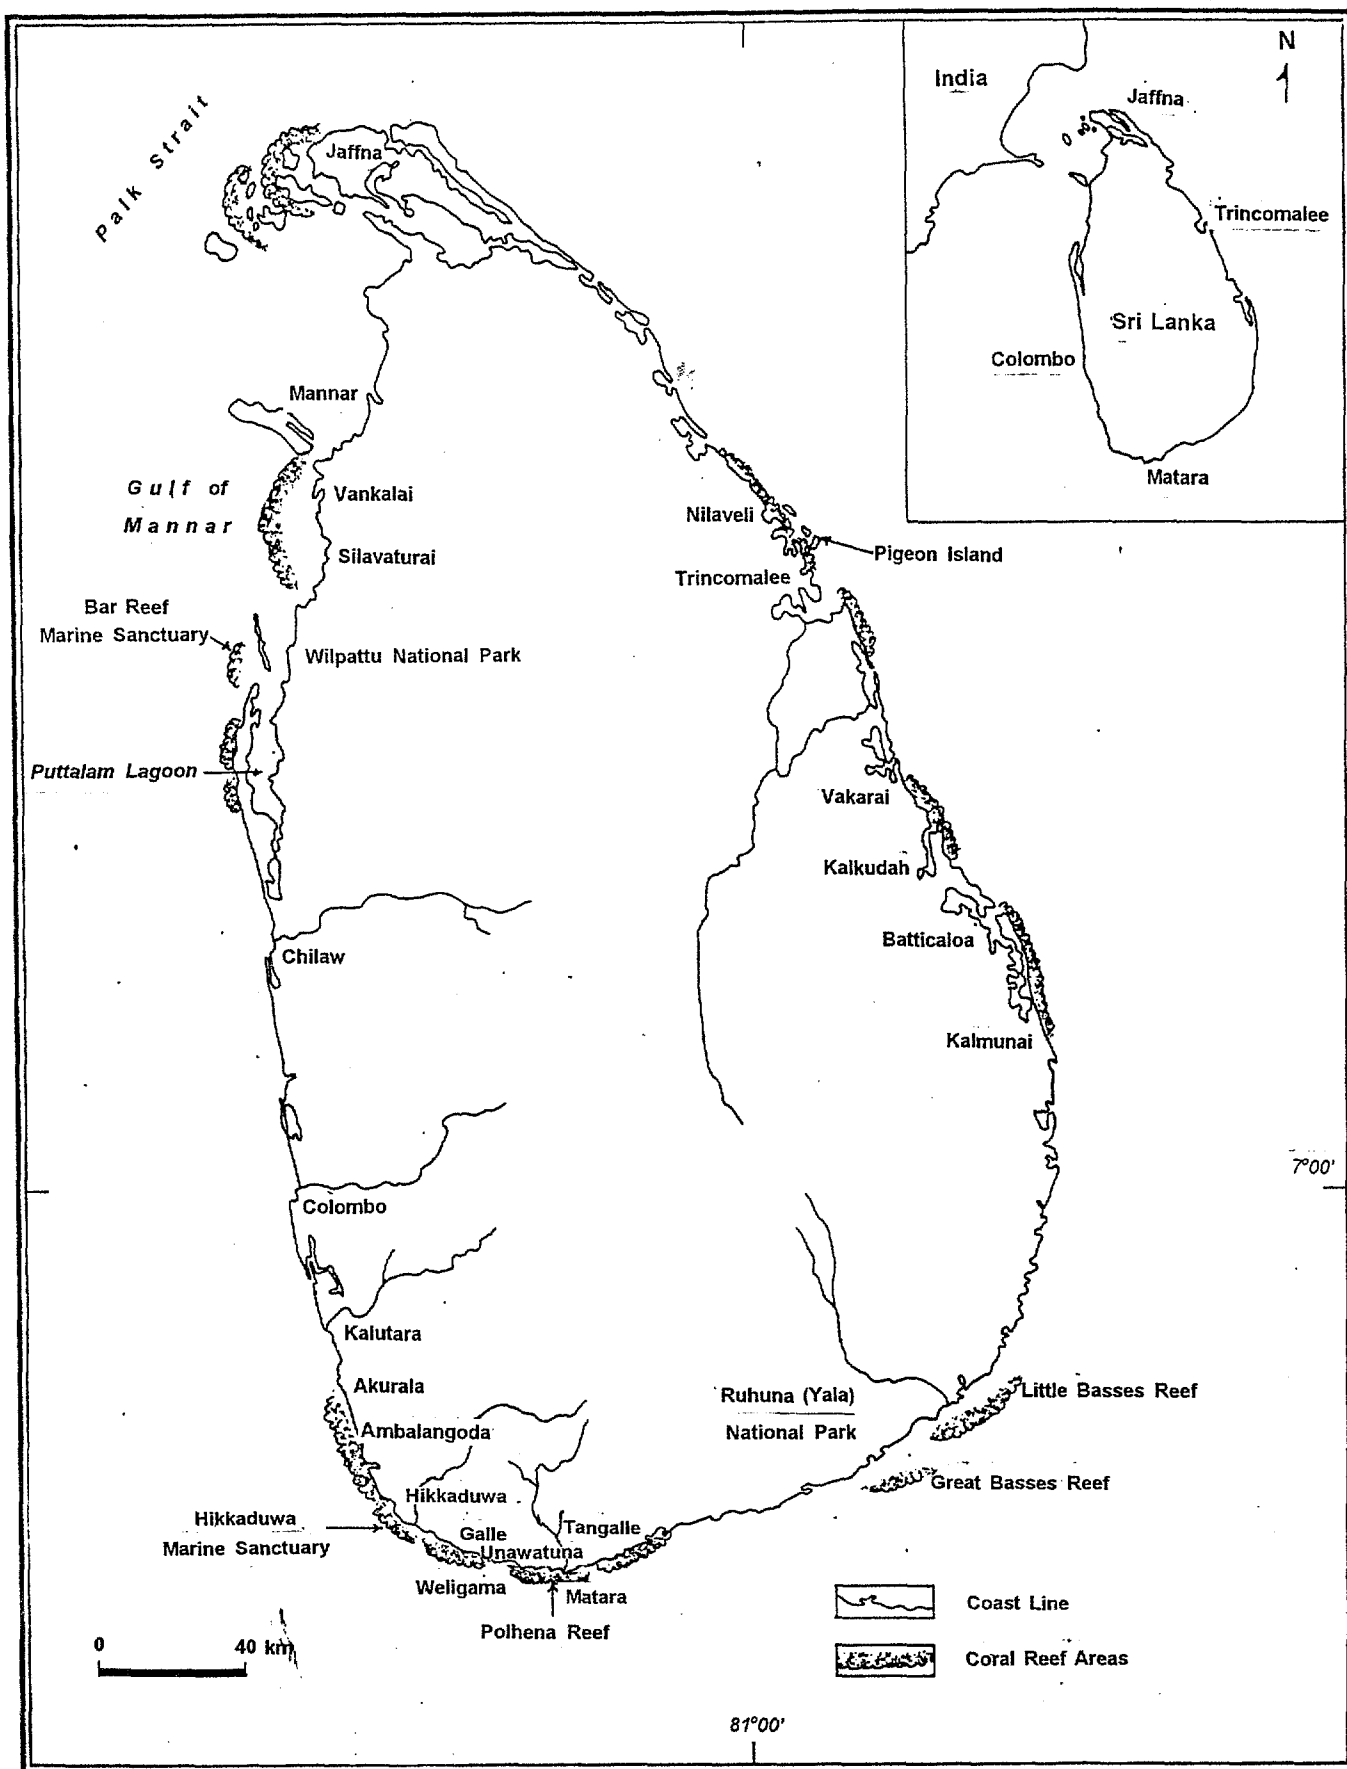 N
India
Jaffna
Trincomalee
Sri Lanka
Colombo
Matara
Palk Strait
Jaffna
Mannar
Gulf of
Mannar
Vankalai
Silavaturai
Nilaveli
Pigeon Island
Trincomalee
Bar Reef
Marine Sanctuary
Wilpattu National Park
Puttalam Lagoon
Vakarai
Kalkudah
Batticaloa
Chilaw
Kalmunai
7°00'
Colombo
Kalutara
Akurala
Ambalangoda
Ruhuna (Yala)
National Park
Little Basses Reef
Great Basses Reef
Hikkaduwa
Hikkaduwa
Marine Sanctuary
Galle
Unawatuna
Tangalle
Weligama
Matara
Polhena Reef
0 40 km
Coast Line
Coral Reef Areas
81°00'